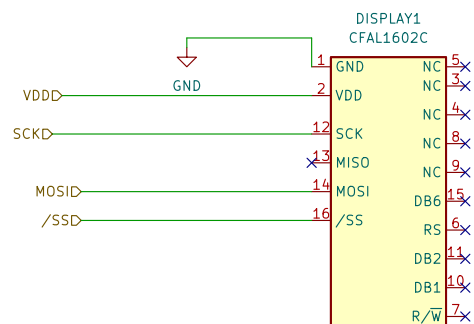 DISPLAY1
CFAL1602C
1 GND NC 5
GND NC 3
VDD 2 VDD
NC 4
SCK 12 SCK
NC 8
13 MISO
NC 9
MOSI 14 MOSI
DB6 15
/SS 16 /SS
RS 6
DB2 11
DB1 10
R/W̅ 7